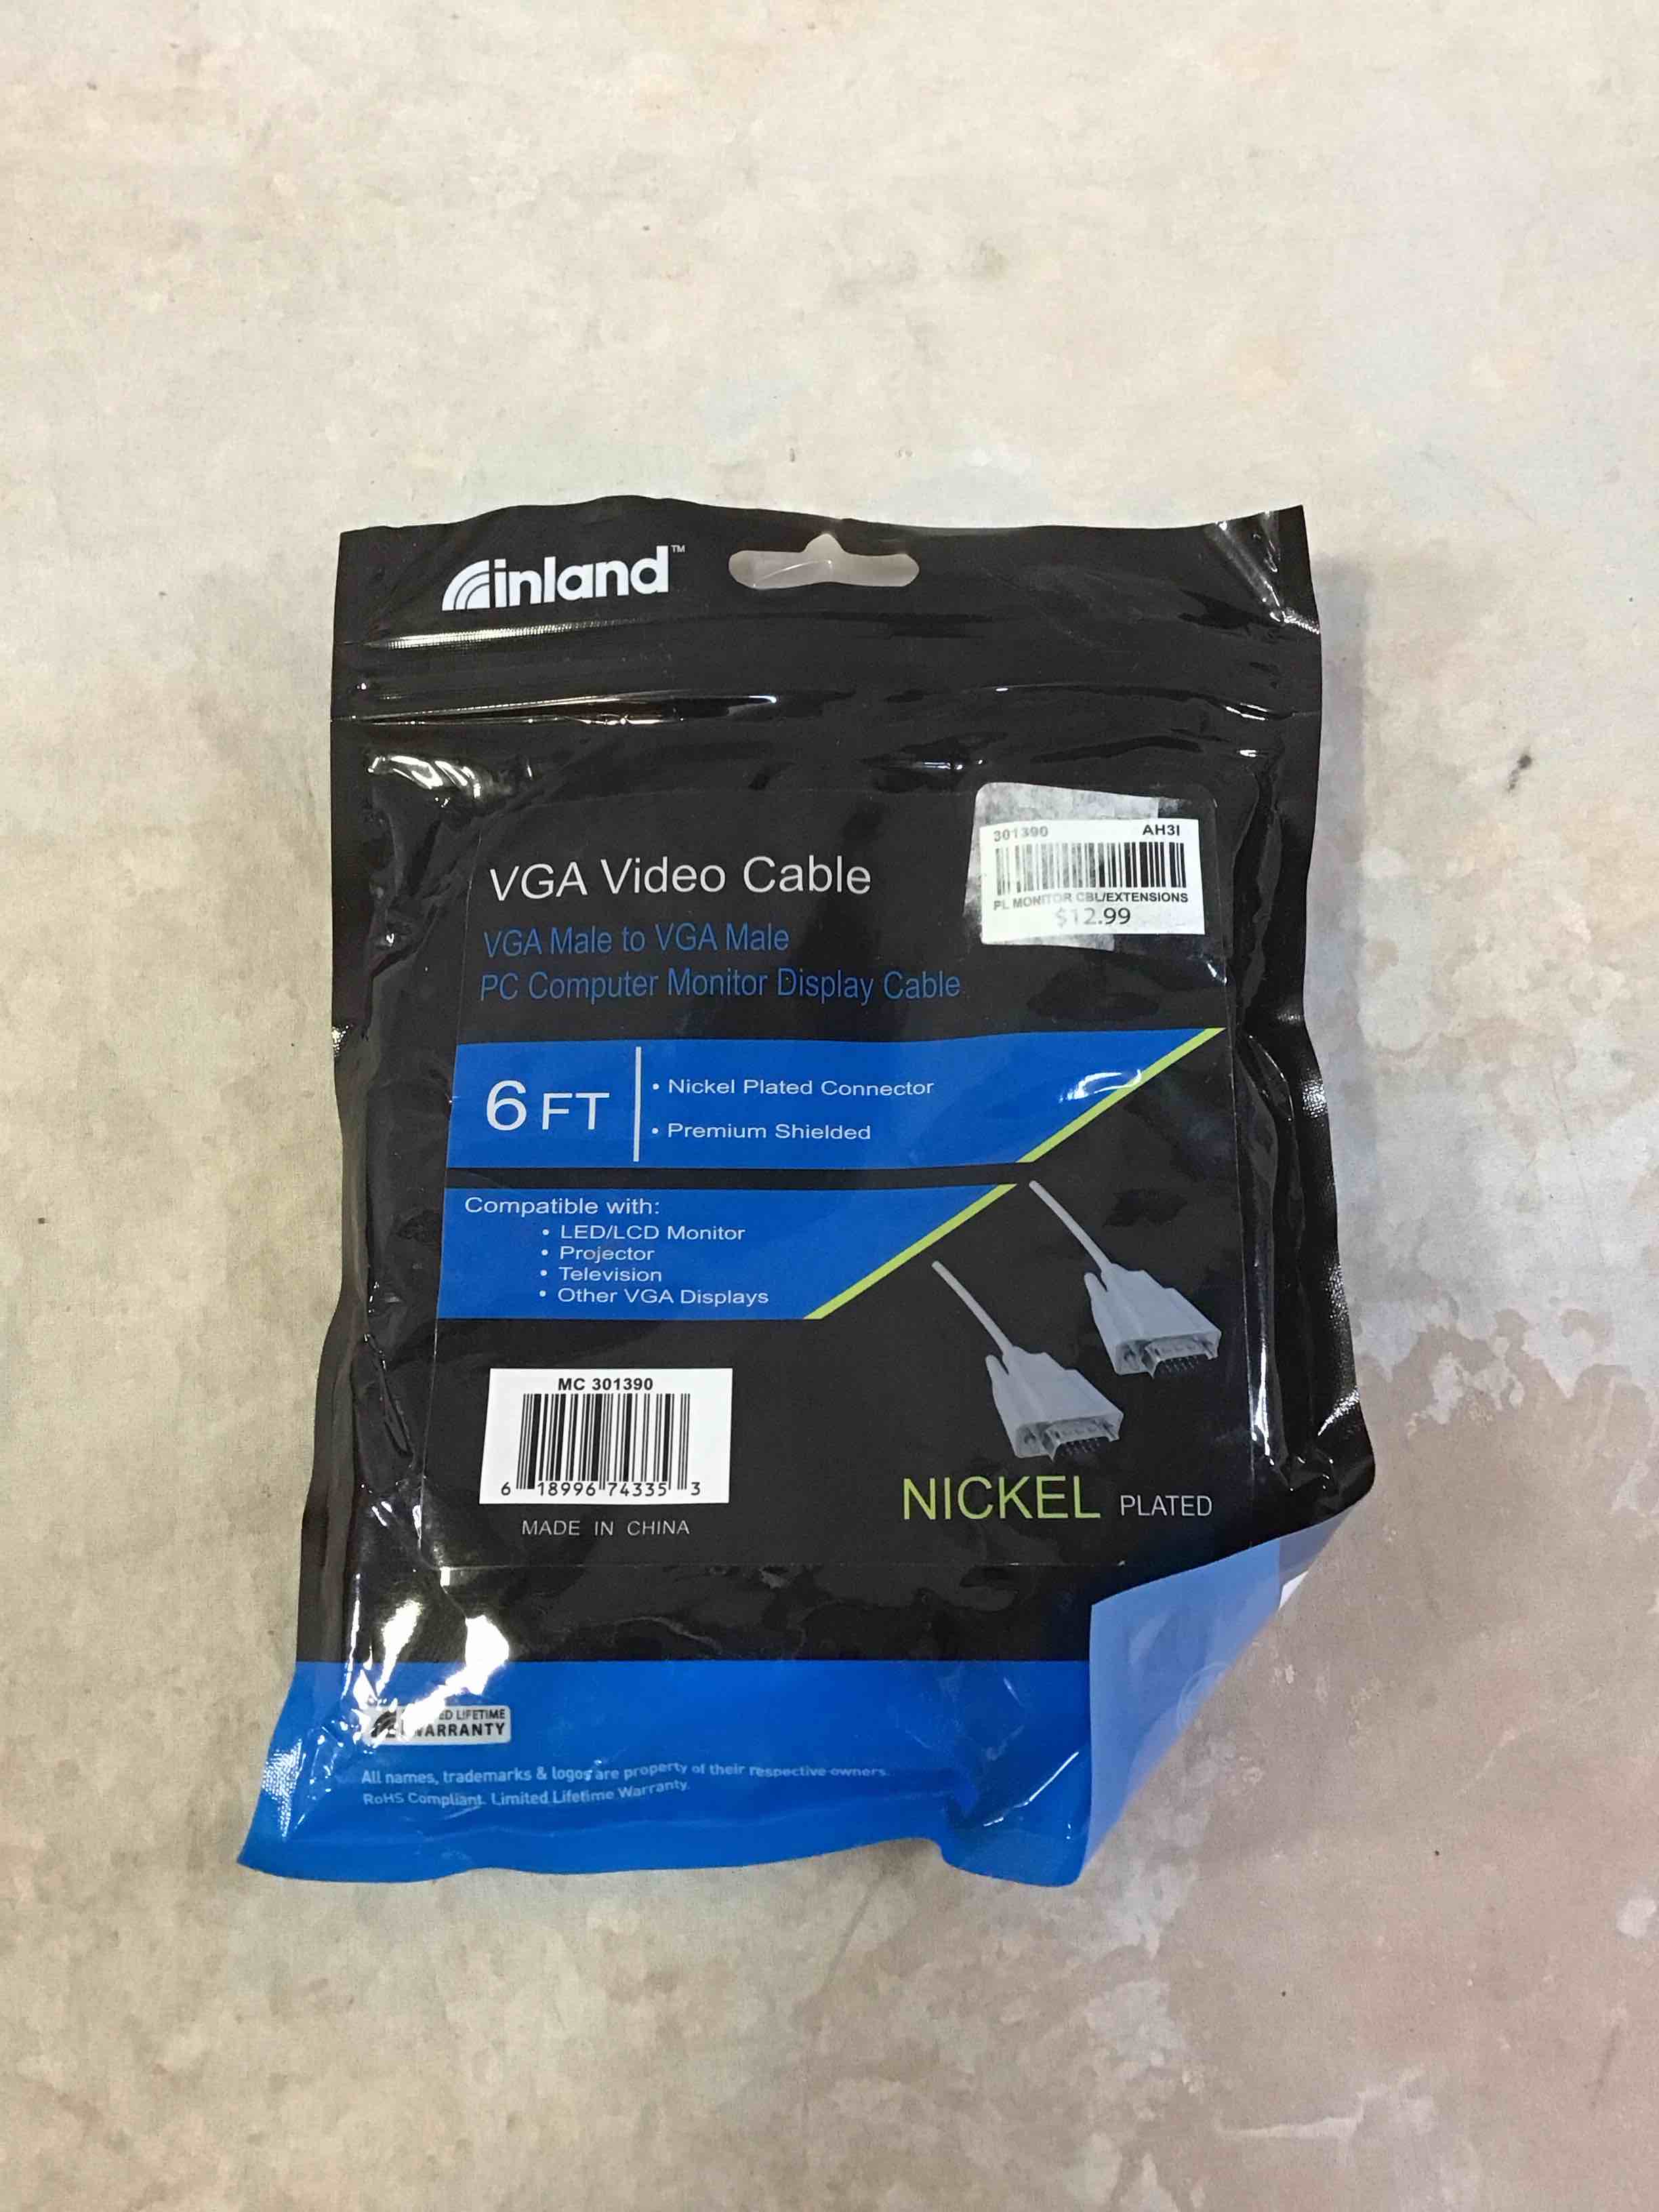 inland™
301390 AH3I
PL MONITOR CBL/EXTENSIONS
$12.99
VGA Video Cable
VGA Male to VGA Male
PC Computer Monitor Display Cable
6 FT
• Nickel Plated Connector
• Premium Shielded
Compatible with:
• LED/LCD Monitor
• Projector
• Television
• Other VGA Displays
MC 301390
6 18996 74335 3
MADE IN CHINA
NICKEL PLATED
LIFETIME
WARRANTY
All names, trademarks & logos are property of their respective owners.
RoHS Compliant. Limited Lifetime Warranty.